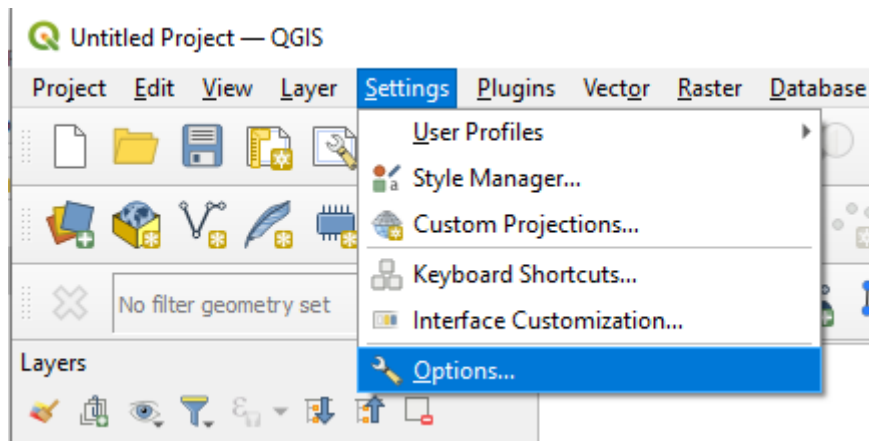 Untitled Project — QGIS
Project Edit View Layer Settings Plugins Vector Raster Database
User Profiles
Style Manager...
Custom Projections...
Keyboard Shortcuts...
No filter geometry set
Interface Customization...
Layers
Options...